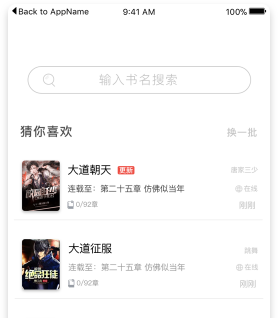 Back to AppName 9:41 AM 100%
输入书名搜索
猜你喜欢 换一批
大道朝天 更新 唐家三少
连载至：第二十五章 仿佛似当年 在线
0/92章 刚刚
大道征服 跳舞
连载至：第二十五章 仿佛似当年 在线
绝品狂徒
0/92章 刚刚